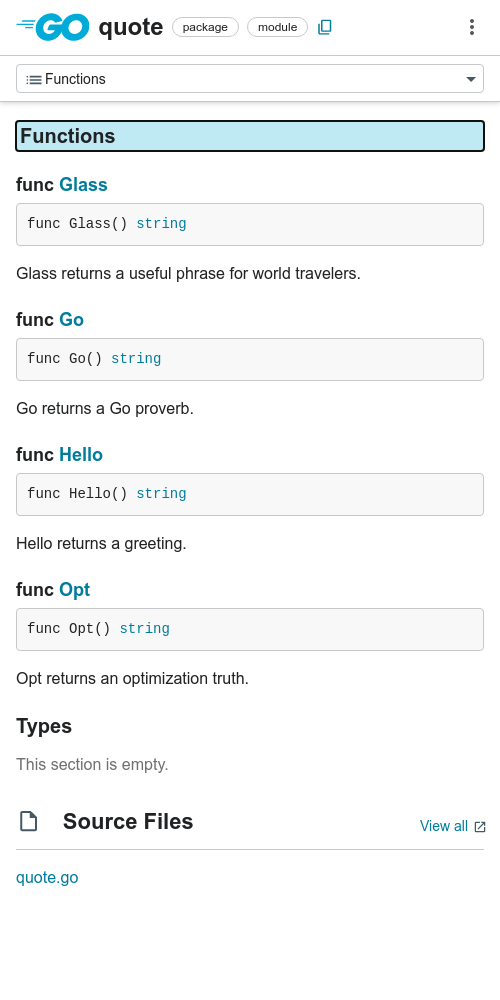 GO quote package module
Functions
Functions
func Glass
func Glass() string
Glass returns a useful phrase for world travelers.
func Go
func Go() string
Go returns a Go proverb.
func Hello
func Hello() string
Hello returns a greeting.
func Opt
func Opt() string
Opt returns an optimization truth.
Types
This section is empty.
Source Files View all
quote.go